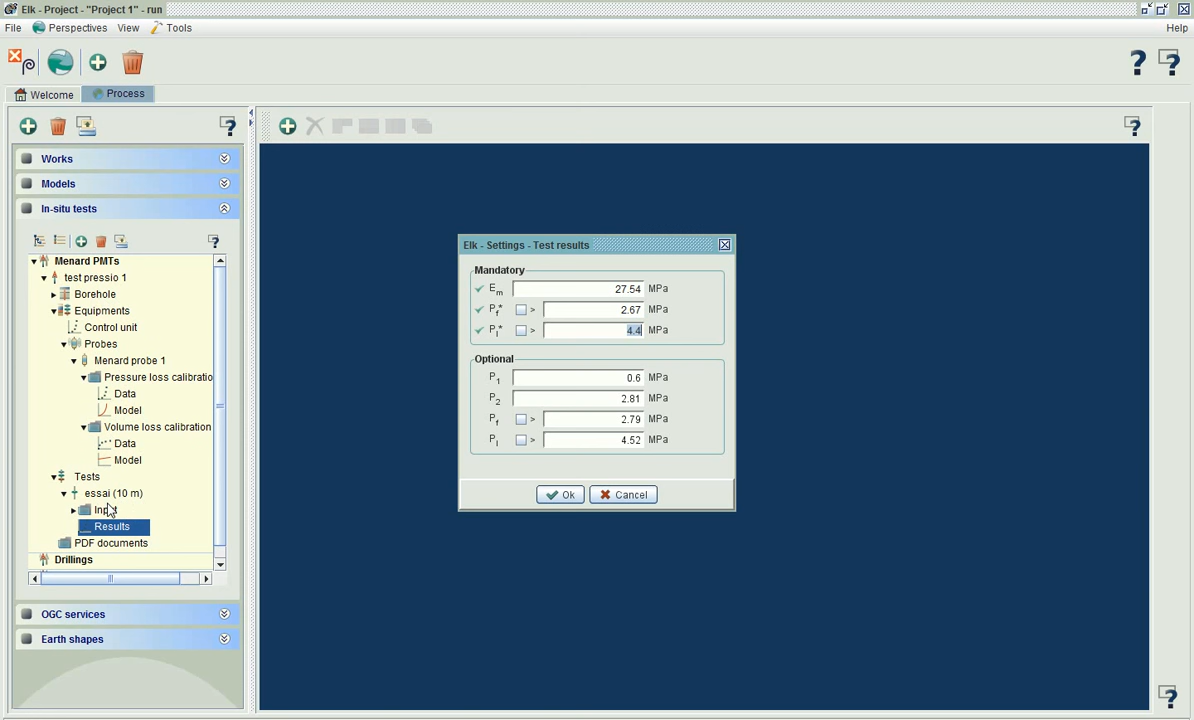 Elk - Project - "Project 1" - run
File Perspectives View Tools Help
Welcome Process
Works
Models
In-situ tests
Menard PMTs
test pressio 1
Borehole
Equipments
Control unit
Probes
Menard probe 1
Pressure loss calibratio
Data
Model
Volume loss calibration
Data
Model
Tests
essai (10 m)
Input
Results
PDF documents
Drillings
OGC services
Earth shapes
Elk - Settings - Test results
Mandatory
Em 27.54 MPa
Pf* > 2.67 MPa
Pl* > 4.4 MPa
Optional
P1 0.6 MPa
P2 2.81 MPa
Pf > 2.79 MPa
Pl > 4.52 MPa
Ok Cancel